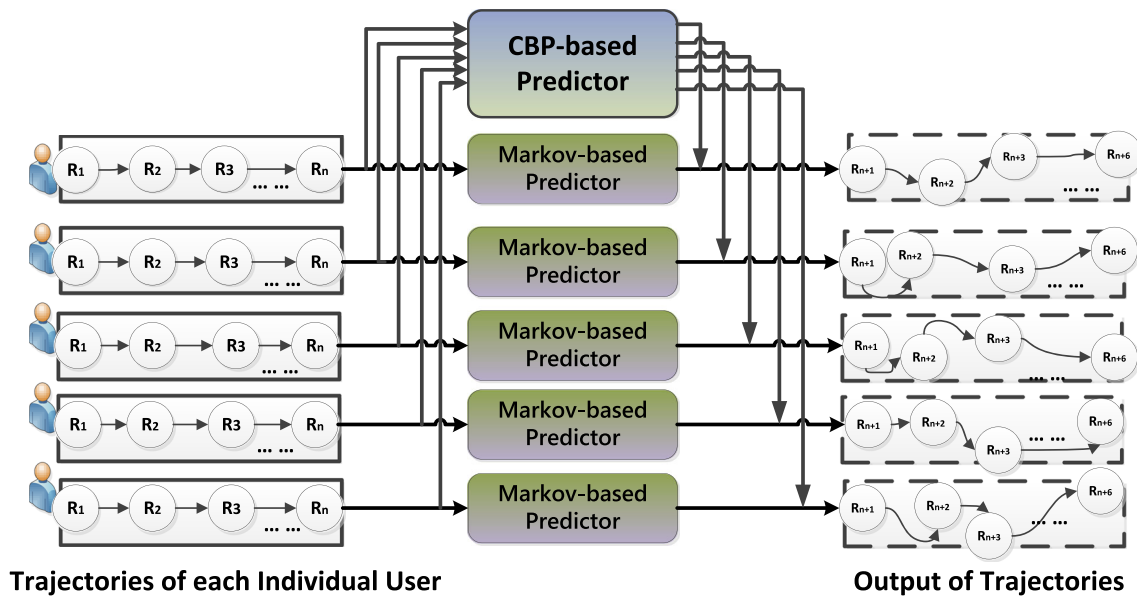 CBP-based
Predictor
R1 R2 R3 ... ... Rn
Markov-based
Predictor
Rn+1 Rn+2 Rn+3 ... ... Rn+6
R1 R2 R3 ... ... Rn
Markov-based
Predictor
Rn+1 Rn+2 Rn+3 ... ... Rn+6
R1 R2 R3 ... ... Rn
Markov-based
Predictor
Rn+1 Rn+2 Rn+3 ... ... Rn+6
R1 R2 R3 ... ... Rn
Markov-based
Predictor
Rn+1 Rn+2 Rn+3 ... ... Rn+6
R1 R2 R3 ... ... Rn
Markov-based
Predictor
Rn+1 Rn+2 Rn+3 ... ... Rn+6
Trajectories of each Individual User
Output of Trajectories